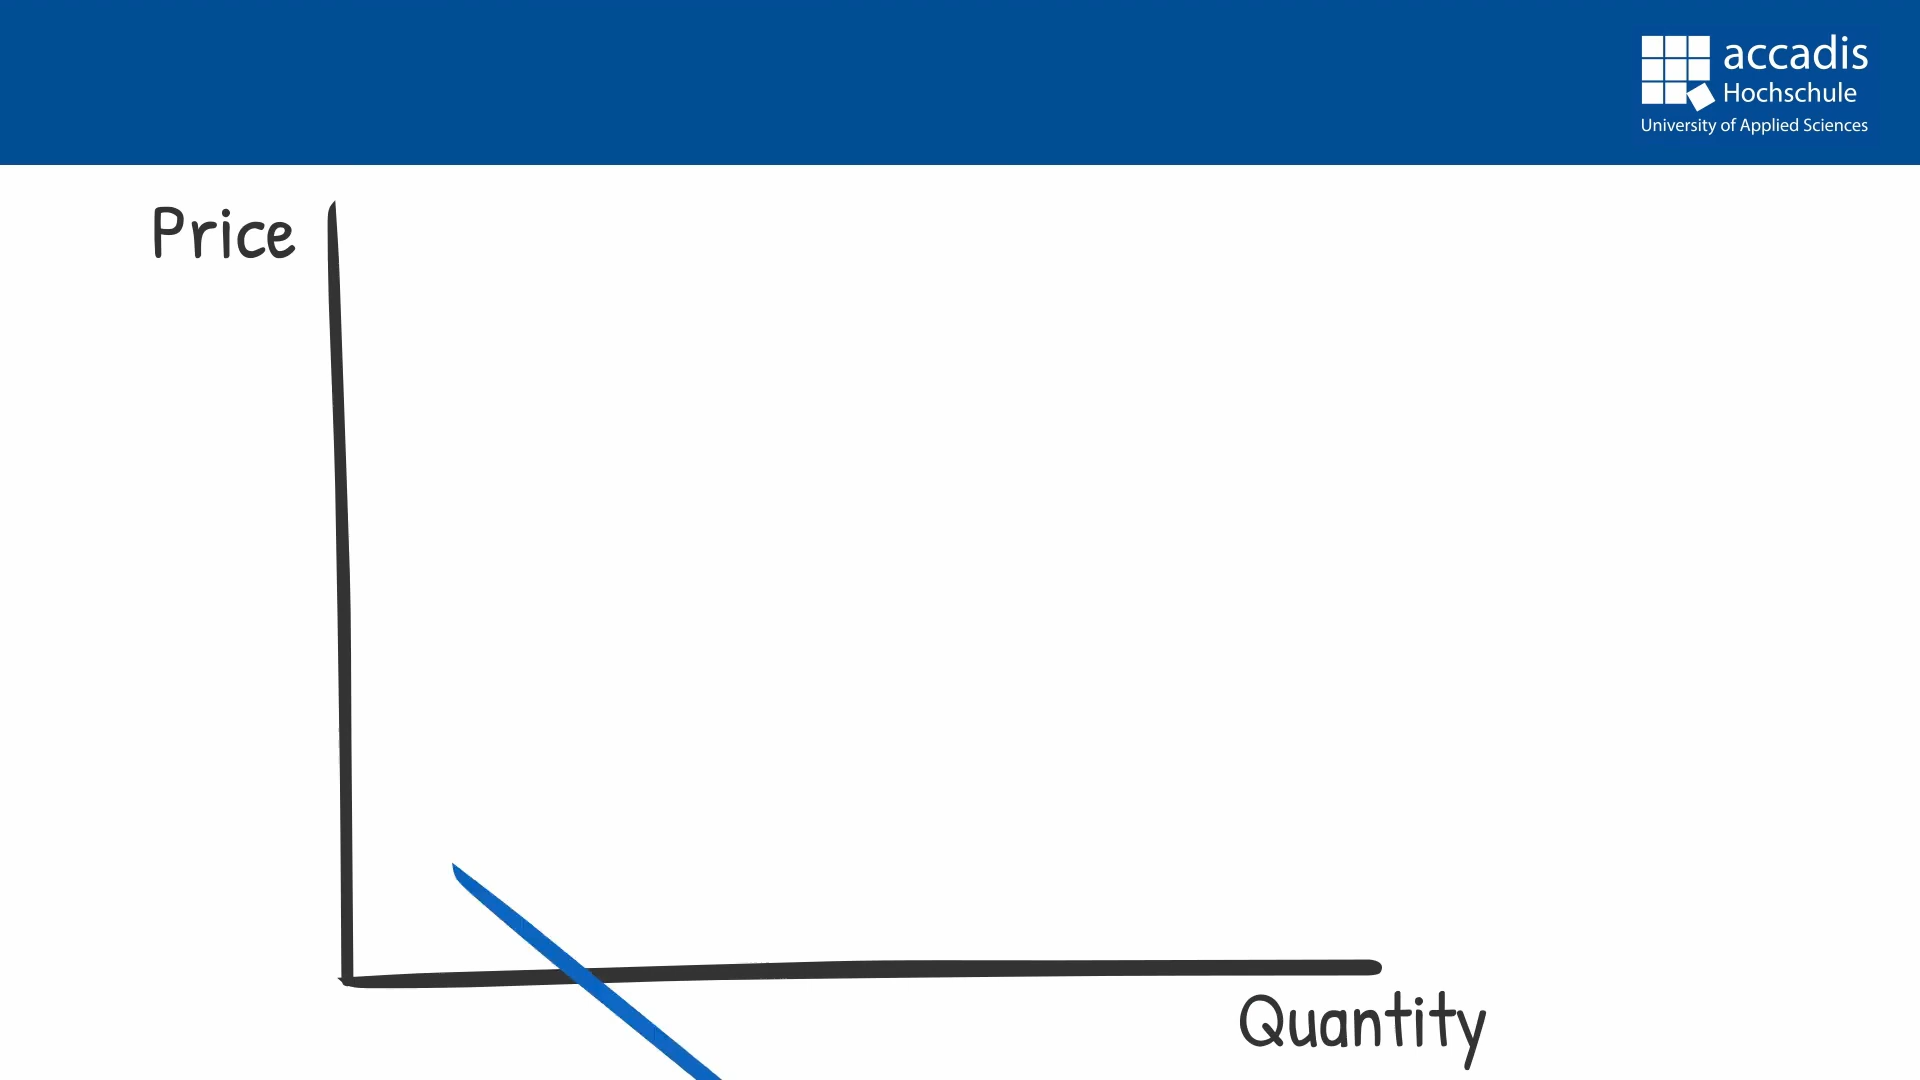 accadis
Hochschule
University of Applied Sciences
Price
Quantity